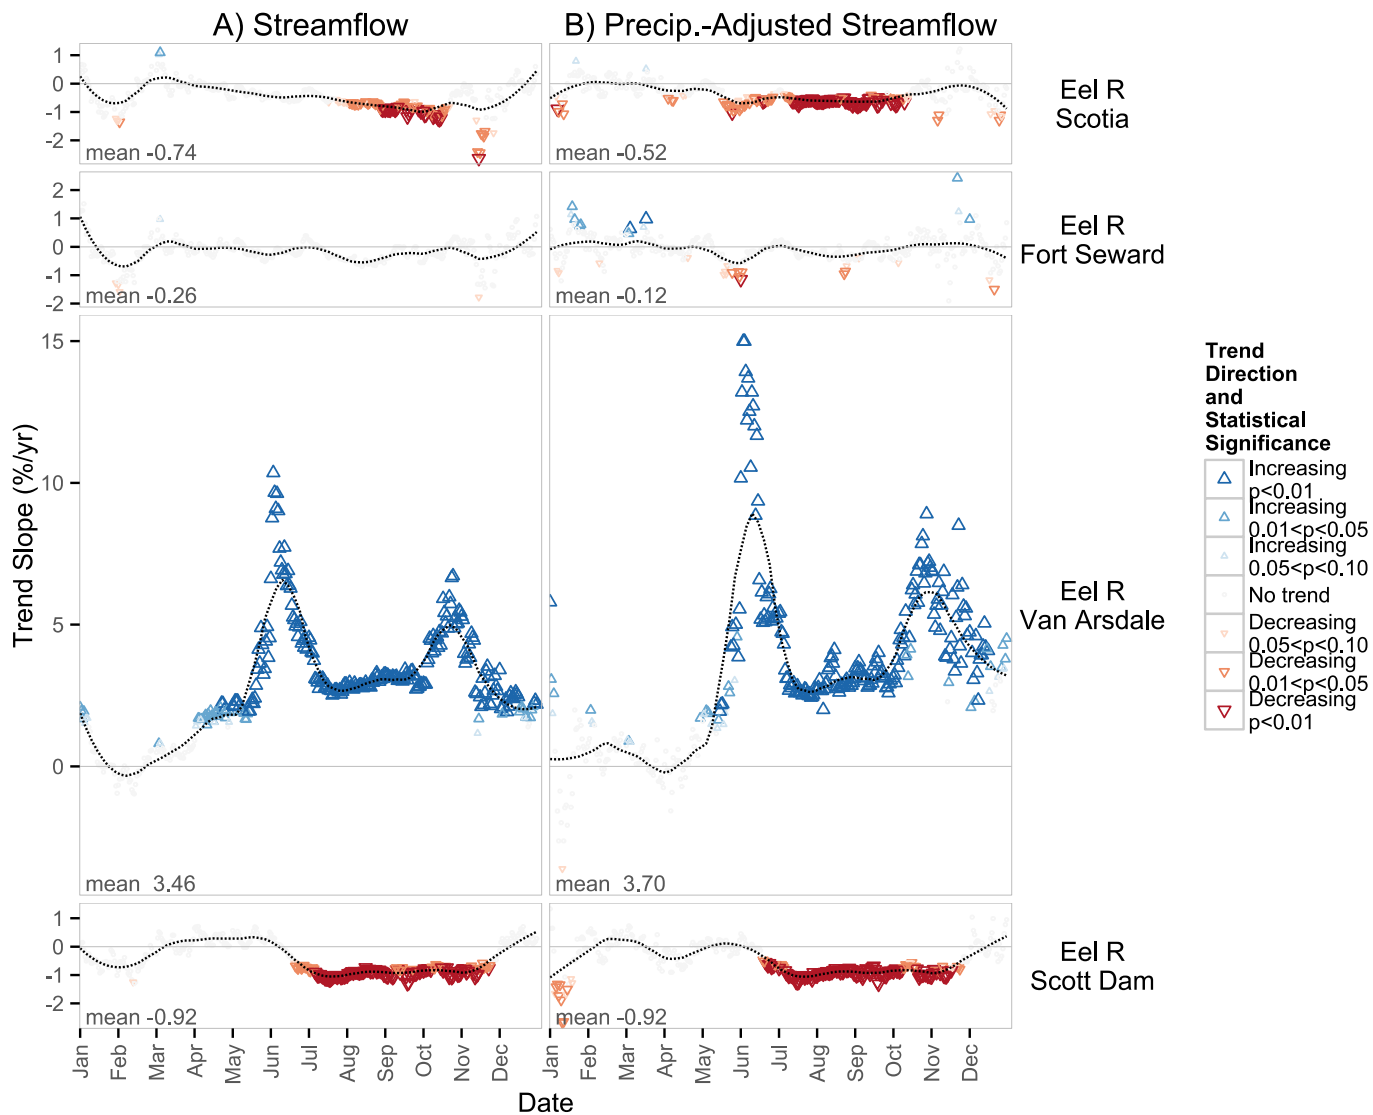 A) Streamflow
B) Precip.-Adjusted Streamflow
1
0
-1
-2
mean -0.74
mean -0.52
Eel R
Scotia
2
1
0
-1
-2
mean -0.26
mean -0.12
Eel R
Fort Seward
15
10
5
0
mean 3.46
mean 3.70
Eel R
Van Arsdale
1
0
-1
-2
mean -0.92
mean -0.92
Eel R
Scott Dam
Trend Slope (%/yr)
Jan
Feb
Mar
Apr
May
Jun
Jul
Aug
Sep
Oct
Nov
Dec
Jan
Feb
Mar
Apr
May
Jun
Jul
Aug
Sep
Oct
Nov
Dec
Date
Trend
Direction
and
Statistical
Significance
Increasing
p<0.01
Increasing
0.01<p<0.05
Increasing
0.05<p<0.10
No trend
Decreasing
0.05<p<0.10
Decreasing
0.01<p<0.05
Decreasing
p<0.01